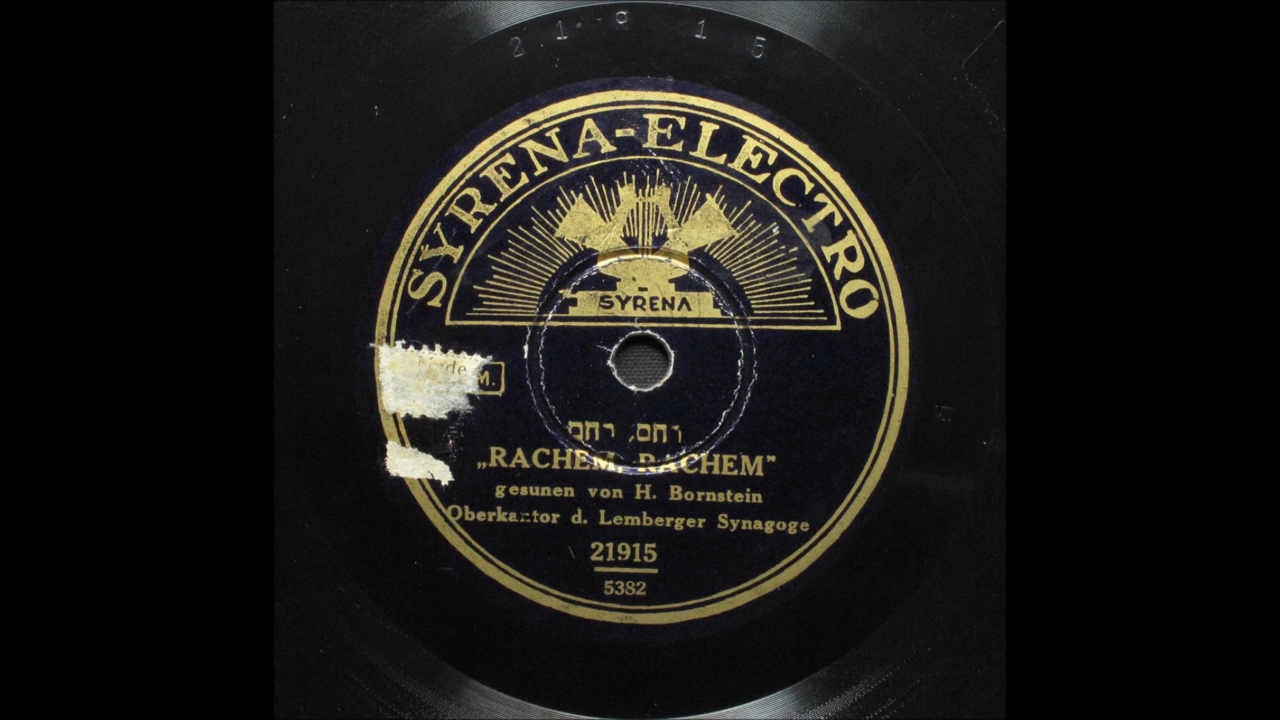 21915
SYRENA-ELECTRO
SYRENA
M.
רחם, רחם
„RACHEM, RACHEM”
gesunen von H. Bornstein
Oberkantor d. Lemberger Synagoge
21915
5382